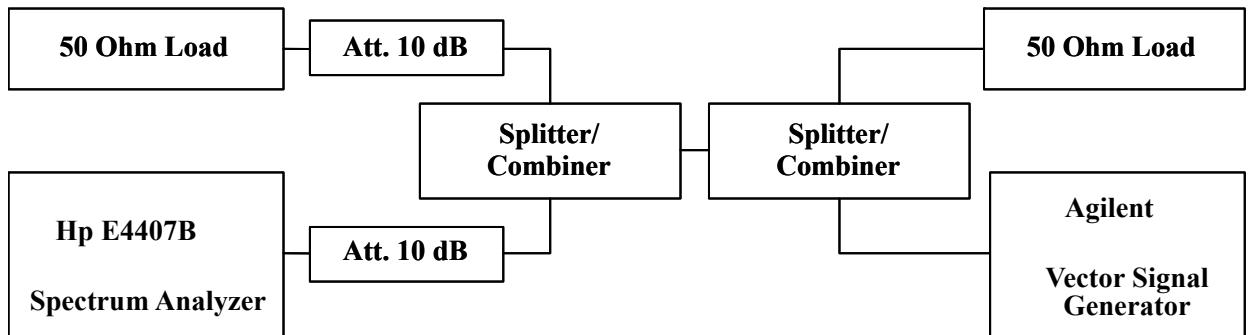 50 Ohm Load
Att. 10 dB
50 Ohm Load
Splitter/
Combiner
Splitter/
Combiner
Hp E4407B
Spectrum Analyzer
Att. 10 dB
Agilent
Vector Signal
Generator